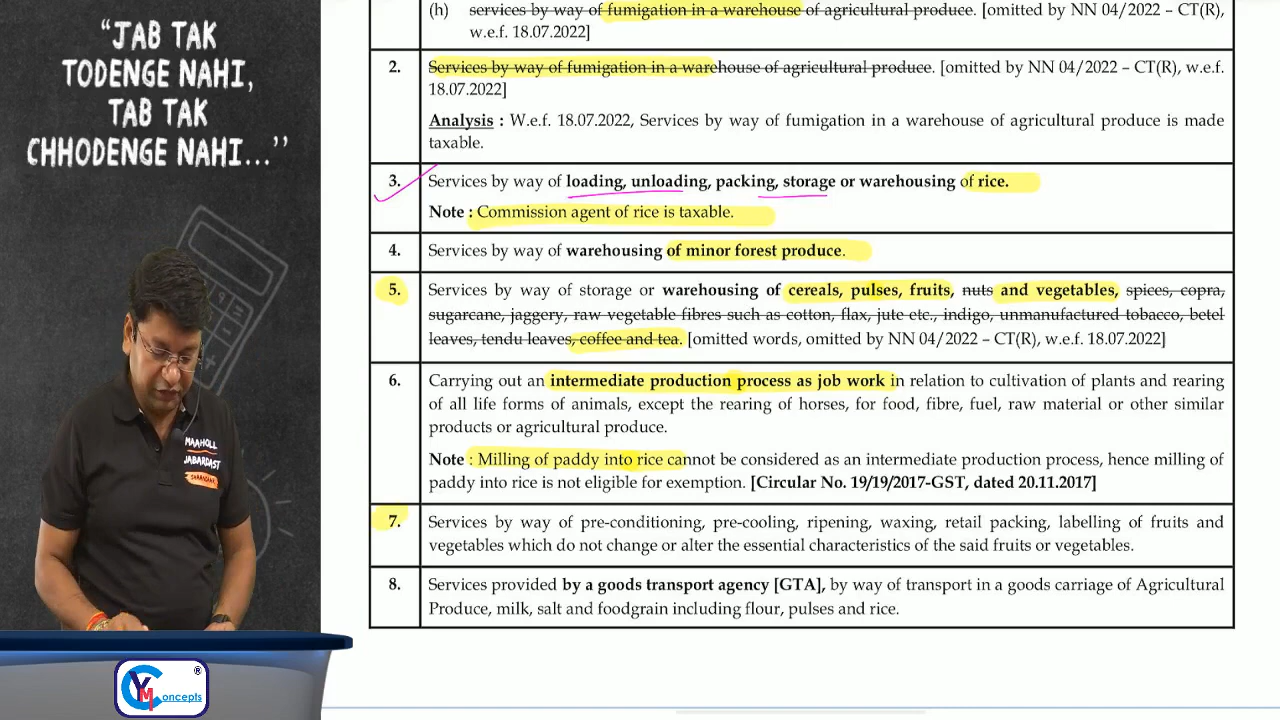 “JAB TAK
TODENGE NAHI,
TAB TAK
CHHODENGE NAHI...’’
(h) services by way of fumigation in a warehouse of agricultural produce. [omitted by NN 04/2022 – CT(R),
w.e.f. 18.07.2022]
2. Services by way of fumigation in a warehouse of agricultural produce. [omitted by NN 04/2022 – CT(R), w.e.f.
18.07.2022]
Analysis : W.e.f. 18.07.2022, Services by way of fumigation in a warehouse of agricultural produce is made
taxable.
3. Services by way of loading, unloading, packing, storage or warehousing of rice.
Note : Commission agent of rice is taxable.
4. Services by way of warehousing of minor forest produce.
5. Services by way of storage or warehousing of cereals, pulses, fruits, nuts and vegetables, spices, copra,
sugarcane, jaggery, raw vegetable fibres such as cotton, flax, jute etc., indigo, unmanufactured tobacco, betel
leaves, tendu leaves, coffee and tea. [omitted words, omitted by NN 04/2022 – CT(R), w.e.f. 18.07.2022]
6. Carrying out an intermediate production process as job work in relation to cultivation of plants and rearing
of all life forms of animals, except the rearing of horses, for food, fibre, fuel, raw material or other similar
products or agricultural produce.
Note : Milling of paddy into rice cannot be considered as an intermediate production process, hence milling of
paddy into rice is not eligible for exemption. [Circular No. 19/19/2017-GST, dated 20.11.2017]
7. Services by way of pre-conditioning, pre-cooling, ripening, waxing, retail packing, labelling of fruits and
vegetables which do not change or alter the essential characteristics of the said fruits or vegetables.
8. Services provided by a goods transport agency [GTA], by way of transport in a goods carriage of Agricultural
Produce, milk, salt and foodgrain including flour, pulses and rice.
MAAHOLL
JABARDAST
CYM oncepts ®